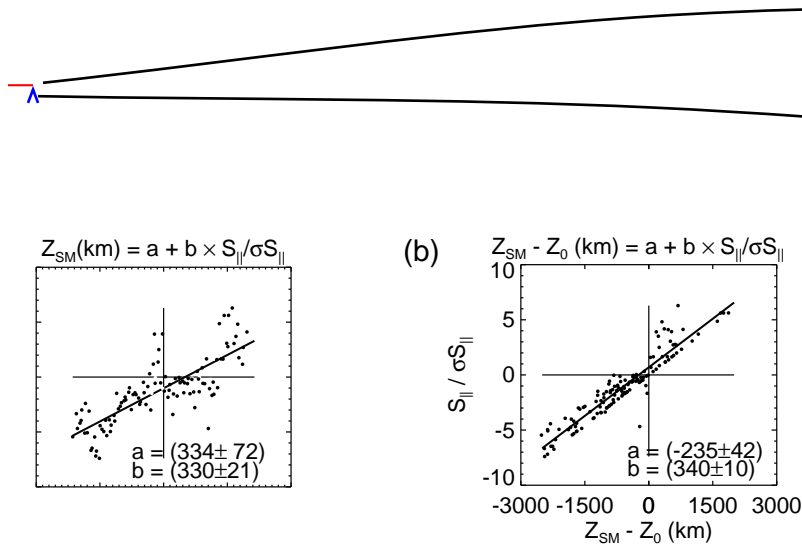 Z_SM(km) = a + b × S_||/σS_||
a = (334± 72)
b = (330±21)
(b)
Z_SM - Z_0 (km) = a + b × S_||/σS_||
10
5
0
-5
-10
S_|| / σS_||
a = (-235±42)
b = (340±10)
-3000 -1500 0 1500 3000
Z_SM - Z_0 (km)